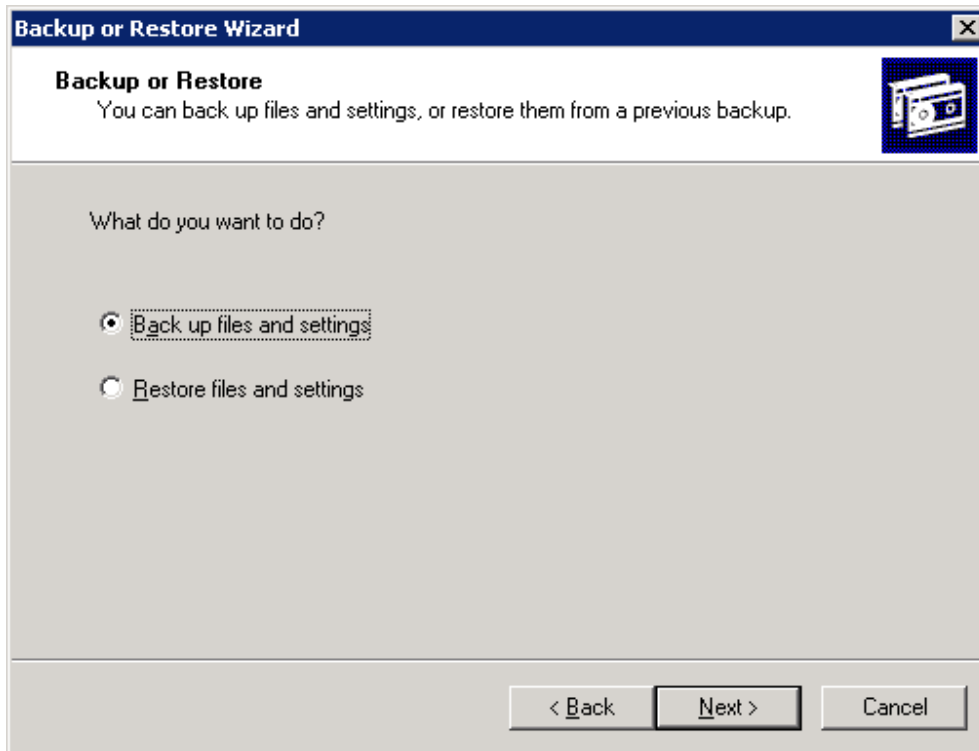 Backup or Restore Wizard
Backup or Restore
You can back up files and settings, or restore them from a previous backup.
What do you want to do?
Back up files and settings
Restore files and settings
< Back
Next >
Cancel